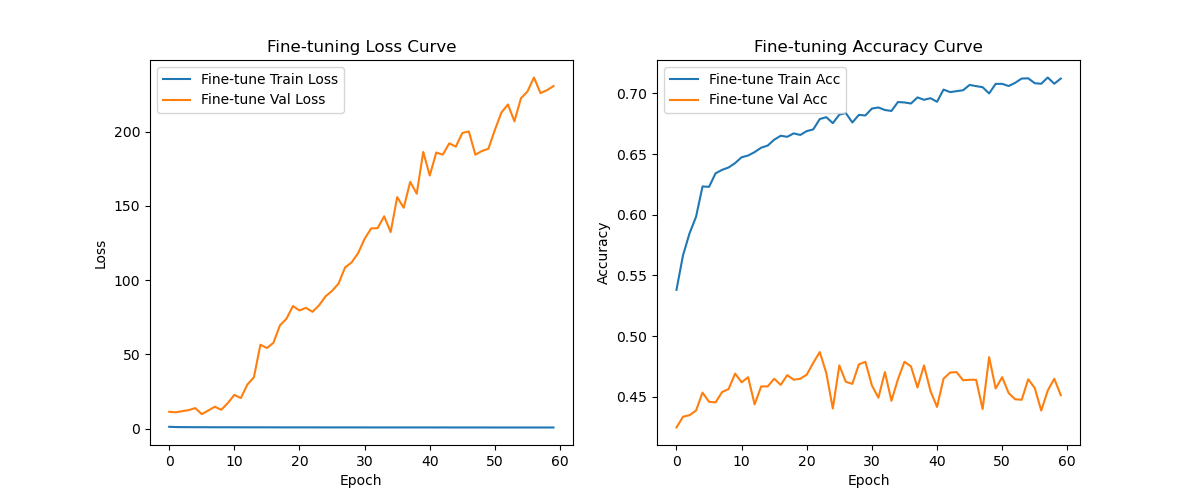 Fine-tuning Loss Curve
Fine-tune Train Loss
Fine-tune Val Loss
Loss
200
150
100
50
0
0 10 20 30 40 50 60
Epoch
Fine-tuning Accuracy Curve
Fine-tune Train Acc
Fine-tune Val Acc
Accuracy
0.70
0.65
0.60
0.55
0.50
0.45
0 10 20 30 40 50 60
Epoch